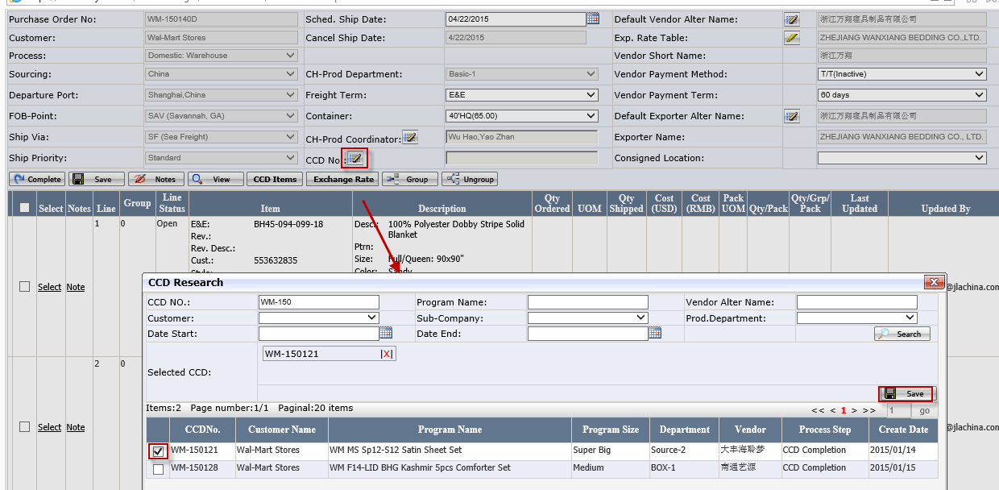 Purchase Order No: WM-150140D Sched. Ship Date: 04/22/2015 Default Vendor Alter Name: 浙江万翔寝具制品有限公司
Customer: Wal-Mart Stores Cancel Ship Date: 4/22/2015 Exp. Rate Table: ZHEJIANG WANXIANG BEDDING CO.,LTD.
Process: Domestic: Warehouse Vendor Short Name: 浙江万翔
Sourcing: China CH-Prod Department: Basic-1 Vendor Payment Method: T/T(Inactive)
Departure Port: Shanghai,China Freight Term: E&E Vendor Payment Term: 60 days
FOB-Point: SAV (Savannah, GA) Container: 40'HQ(65.00) Default Exporter Alter Name: 浙江万翔寝具制品有限公司
Ship Via: SF (Sea Freight) CH-Prod Coordinator: Wu Hao,Yao Zhan Exporter Name: ZHEJIANG WANXIANG BEDDING CO., LTD.
Ship Priority: Standard CCD No.: Consigned Location:
Complete Save Notes View CCD Items Exchange Rate Group Ungroup
Select Notes Line Group Line Status Item Description Qty Ordered UOM Qty Shipped Cost (USD) Cost (RMB) Pack UOM Qty/Pack Qty/Grp/Pack Last Updated Updated By
1 0 Open E&E: BH45-094-099-18 Desc.: 100% Polyester Dobby Stripe Solid
Blanket
Rev.:
Rev. Desc.: Ptrn:
Cust.: 553632835 Size: Full/Queen: 90x90"
Color: Sandy
Select Note @jlachina.com
CCD Research X
CCD NO.: WM-150 Program Name: Vendor Alter Name:
Customer: Sub-Company: Prod.Department:
Date Start: Date End: Search
WM-150121 |X|
Selected CCD:
Save
Items:2 Page number:1/1 Paginal:20 items << < 1 > >> 1 go
CCDNo. Customer Name Program Name Program Size Department Vendor Process Step Create Date
WM-150121 Wal-Mart Stores WM MS Sp12-S12 Satin Sheet Set Super Big Source-2 大丰海聆梦 CCD Completion 2015/01/14
WM-150128 Wal-Mart Stores WM F14-LID BHG Kashmir 5pcs Comforter Set Medium BOX-1 南通艺源 CCD Completion 2015/01/15
2 0
Select Note @jlachina.com